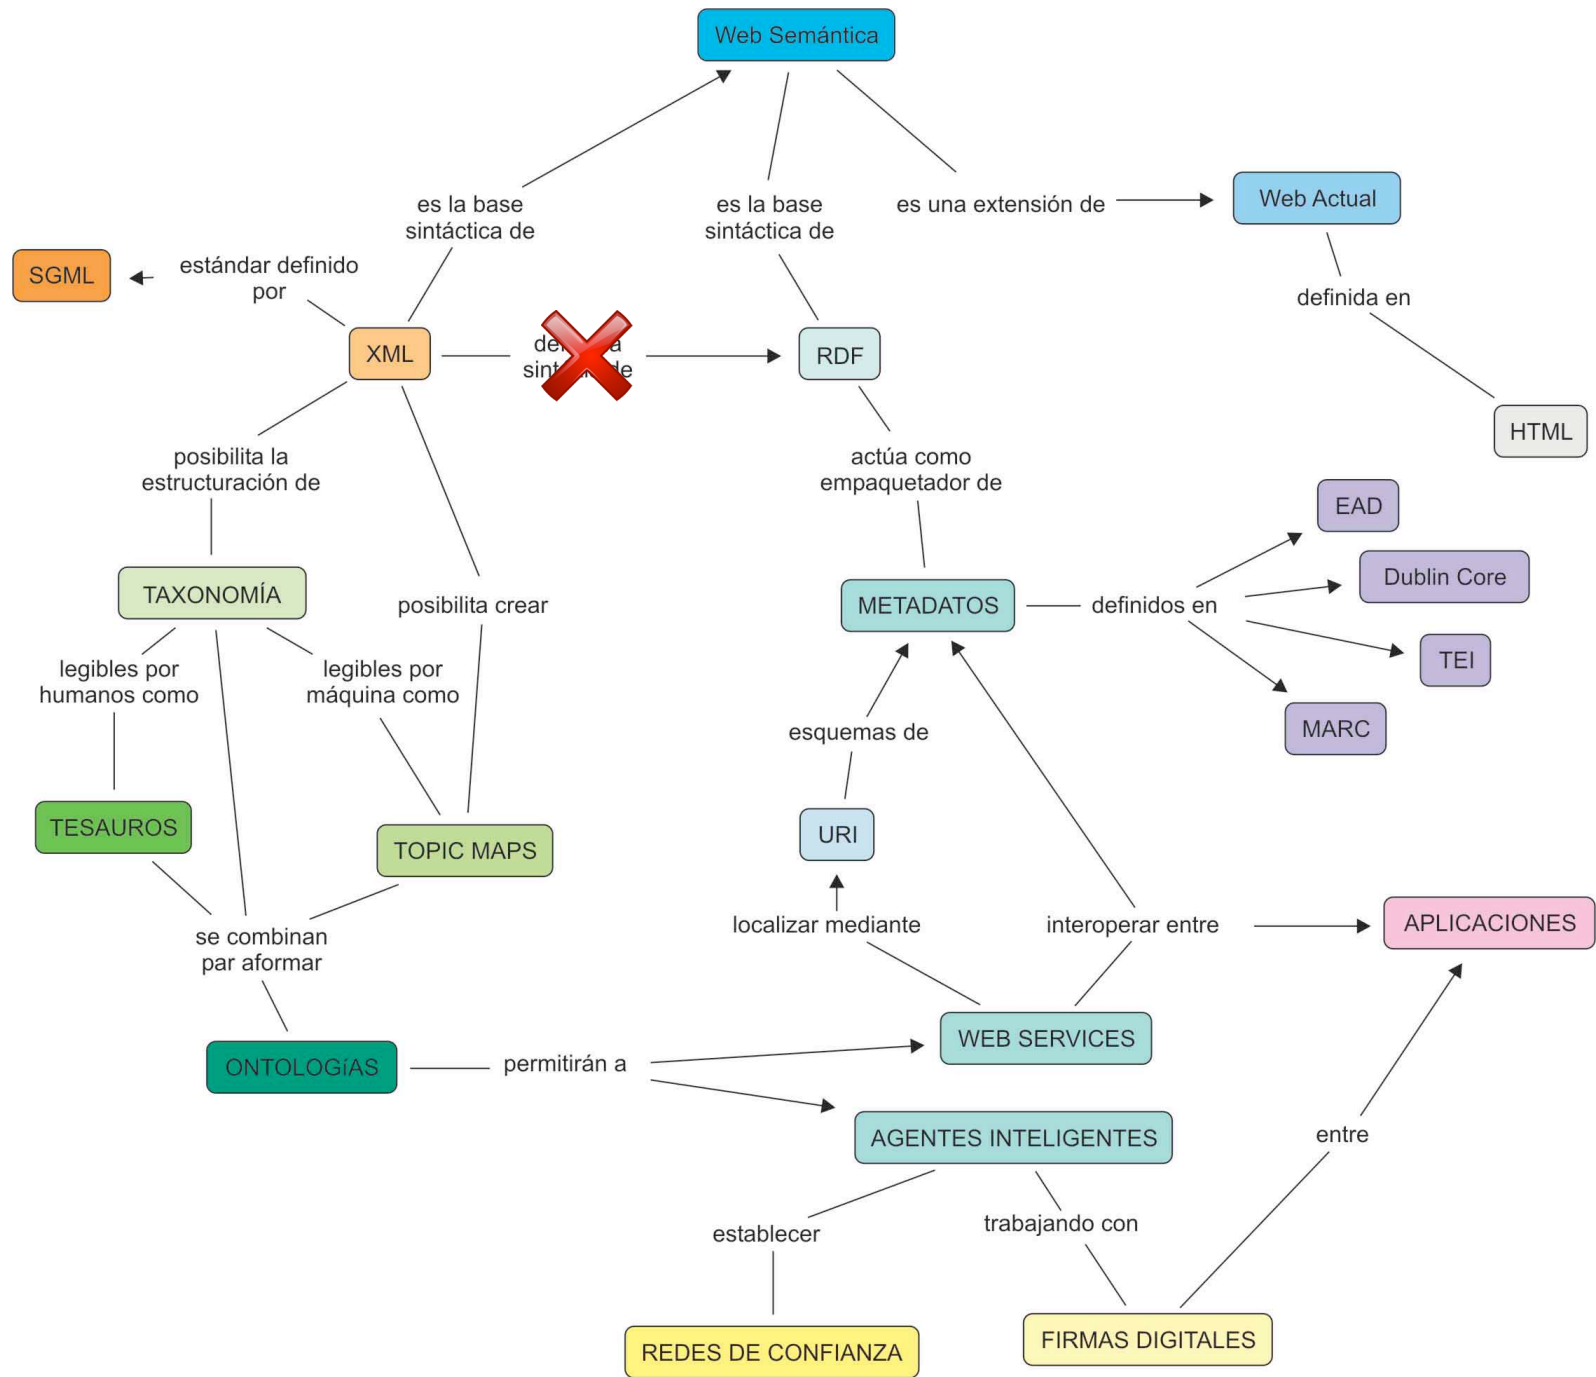 Web Semántica
es la base
sintáctica de
es la base
sintáctica de
es una extensión de
Web Actual
SGML
estándar definido
por
definida en
XML
RDF
de
HTML
posibilita la
estructuración de
actúa como
empaquetador de
EAD
Dublin Core
TAXONOMÍA
posibilita crear
METADATOS
definidos en
TEI
legibles por
humanos como
legibles por
máquina como
MARC
esquemas de
TESAUROS
TOPIC MAPS
URI
se combinan
par aformar
localizar mediante
interoperar entre
APLICACIONES
ONTOLOGíAS
permitirán a
WEB SERVICES
AGENTES INTELIGENTES
entre
establecer
trabajando con
REDES DE CONFIANZA
FIRMAS DIGITALES